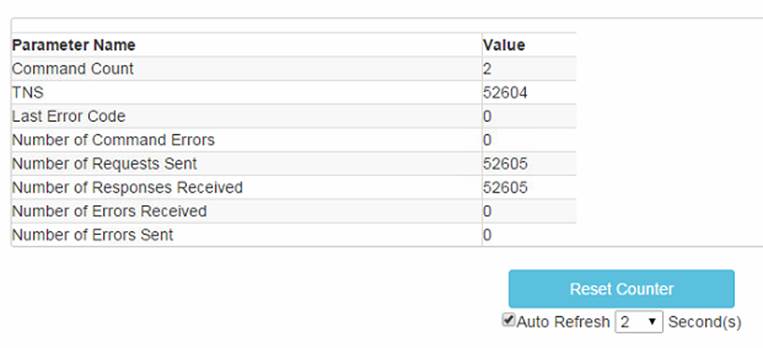 Parameter Name Value
Command Count 2
TNS 52604
Last Error Code 0
Number of Command Errors 0
Number of Requests Sent 52605
Number of Responses Received 52605
Number of Errors Received 0
Number of Errors Sent 0
Reset Counter
Auto Refresh 2 Second(s)